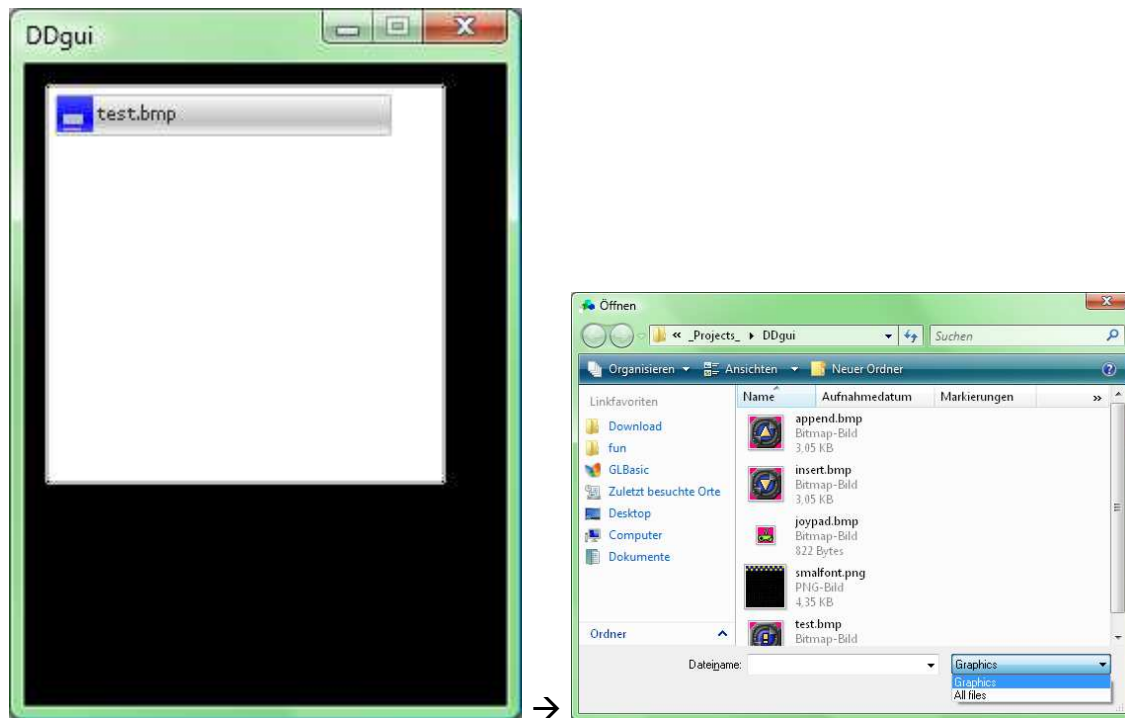 DDgui
test.bmp
→
Öffnen
« _Projects_ ▸ DDgui
Suchen
Organisieren
Ansichten
Neuer Ordner
Linkfavoriten
Download
fun
GLBasic
Zuletzt besuchte Orte
Desktop
Computer
Dokumente
Ordner
Name Aufnahmedatum Markierungen »
append.bmp
Bitmap-Bild
3,05 KB
insert.bmp
Bitmap-Bild
3,05 KB
joypad.bmp
Bitmap-Bild
822 Bytes
smalfont.png
PNG-Bild
4,35 KB
test.bmp
Bitmap-Bild
Dateiname:
Graphics
Graphics
All files